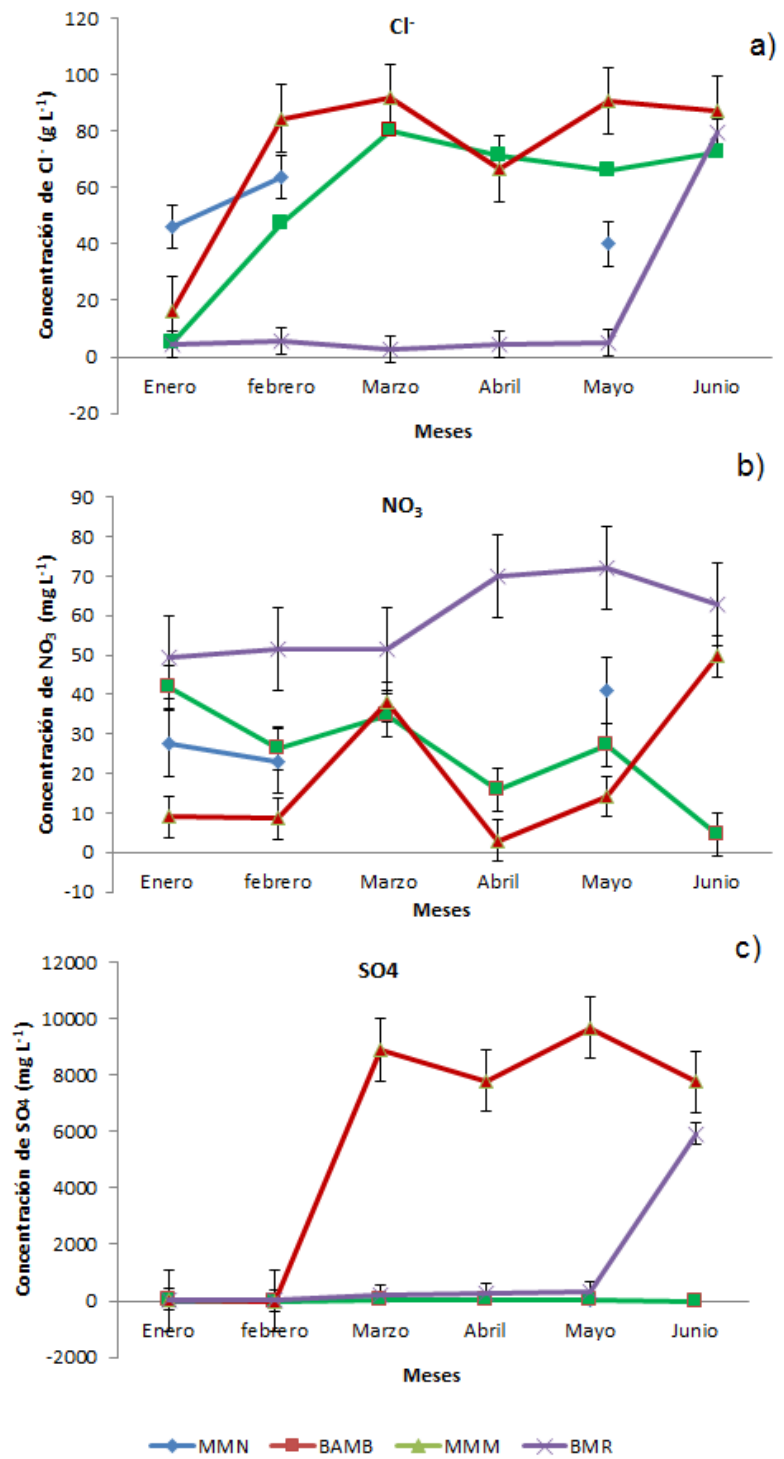 Cl-
a)
120
100
80
60
40
20
0
-20
Concentración de Cl- (g L-1)
Enero febrero Marzo Abril Mayo Junio
Meses
b)
NO3
90
80
70
60
50
40
30
20
10
0
-10
Concentración de NO3 (mg L-1)
Enero febrero Marzo Abril Mayo Junio
Meses
c)
SO4
12000
10000
8000
6000
4000
2000
0
-2000
Concentración de SO4 (mg L-1)
Enero febrero Marzo Abril Mayo Junio
Meses
MMN BAMB MMM BMR